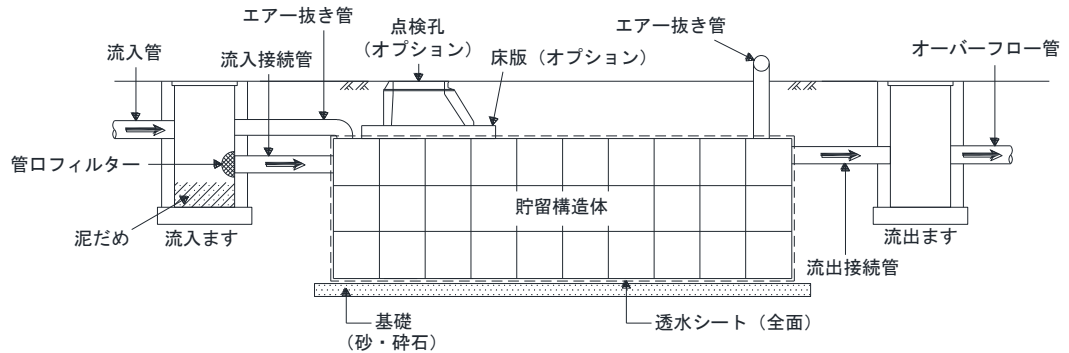 エアー抜き管
点検孔
（オプション）
エアー抜き管
流入管
流入接続管
床版（オプション）
オーバーフロー管
管口フィルター
貯留構造体
泥だめ
流入ます
流出ます
流出接続管
基礎
（砂・砕石）
透水シート（全面）